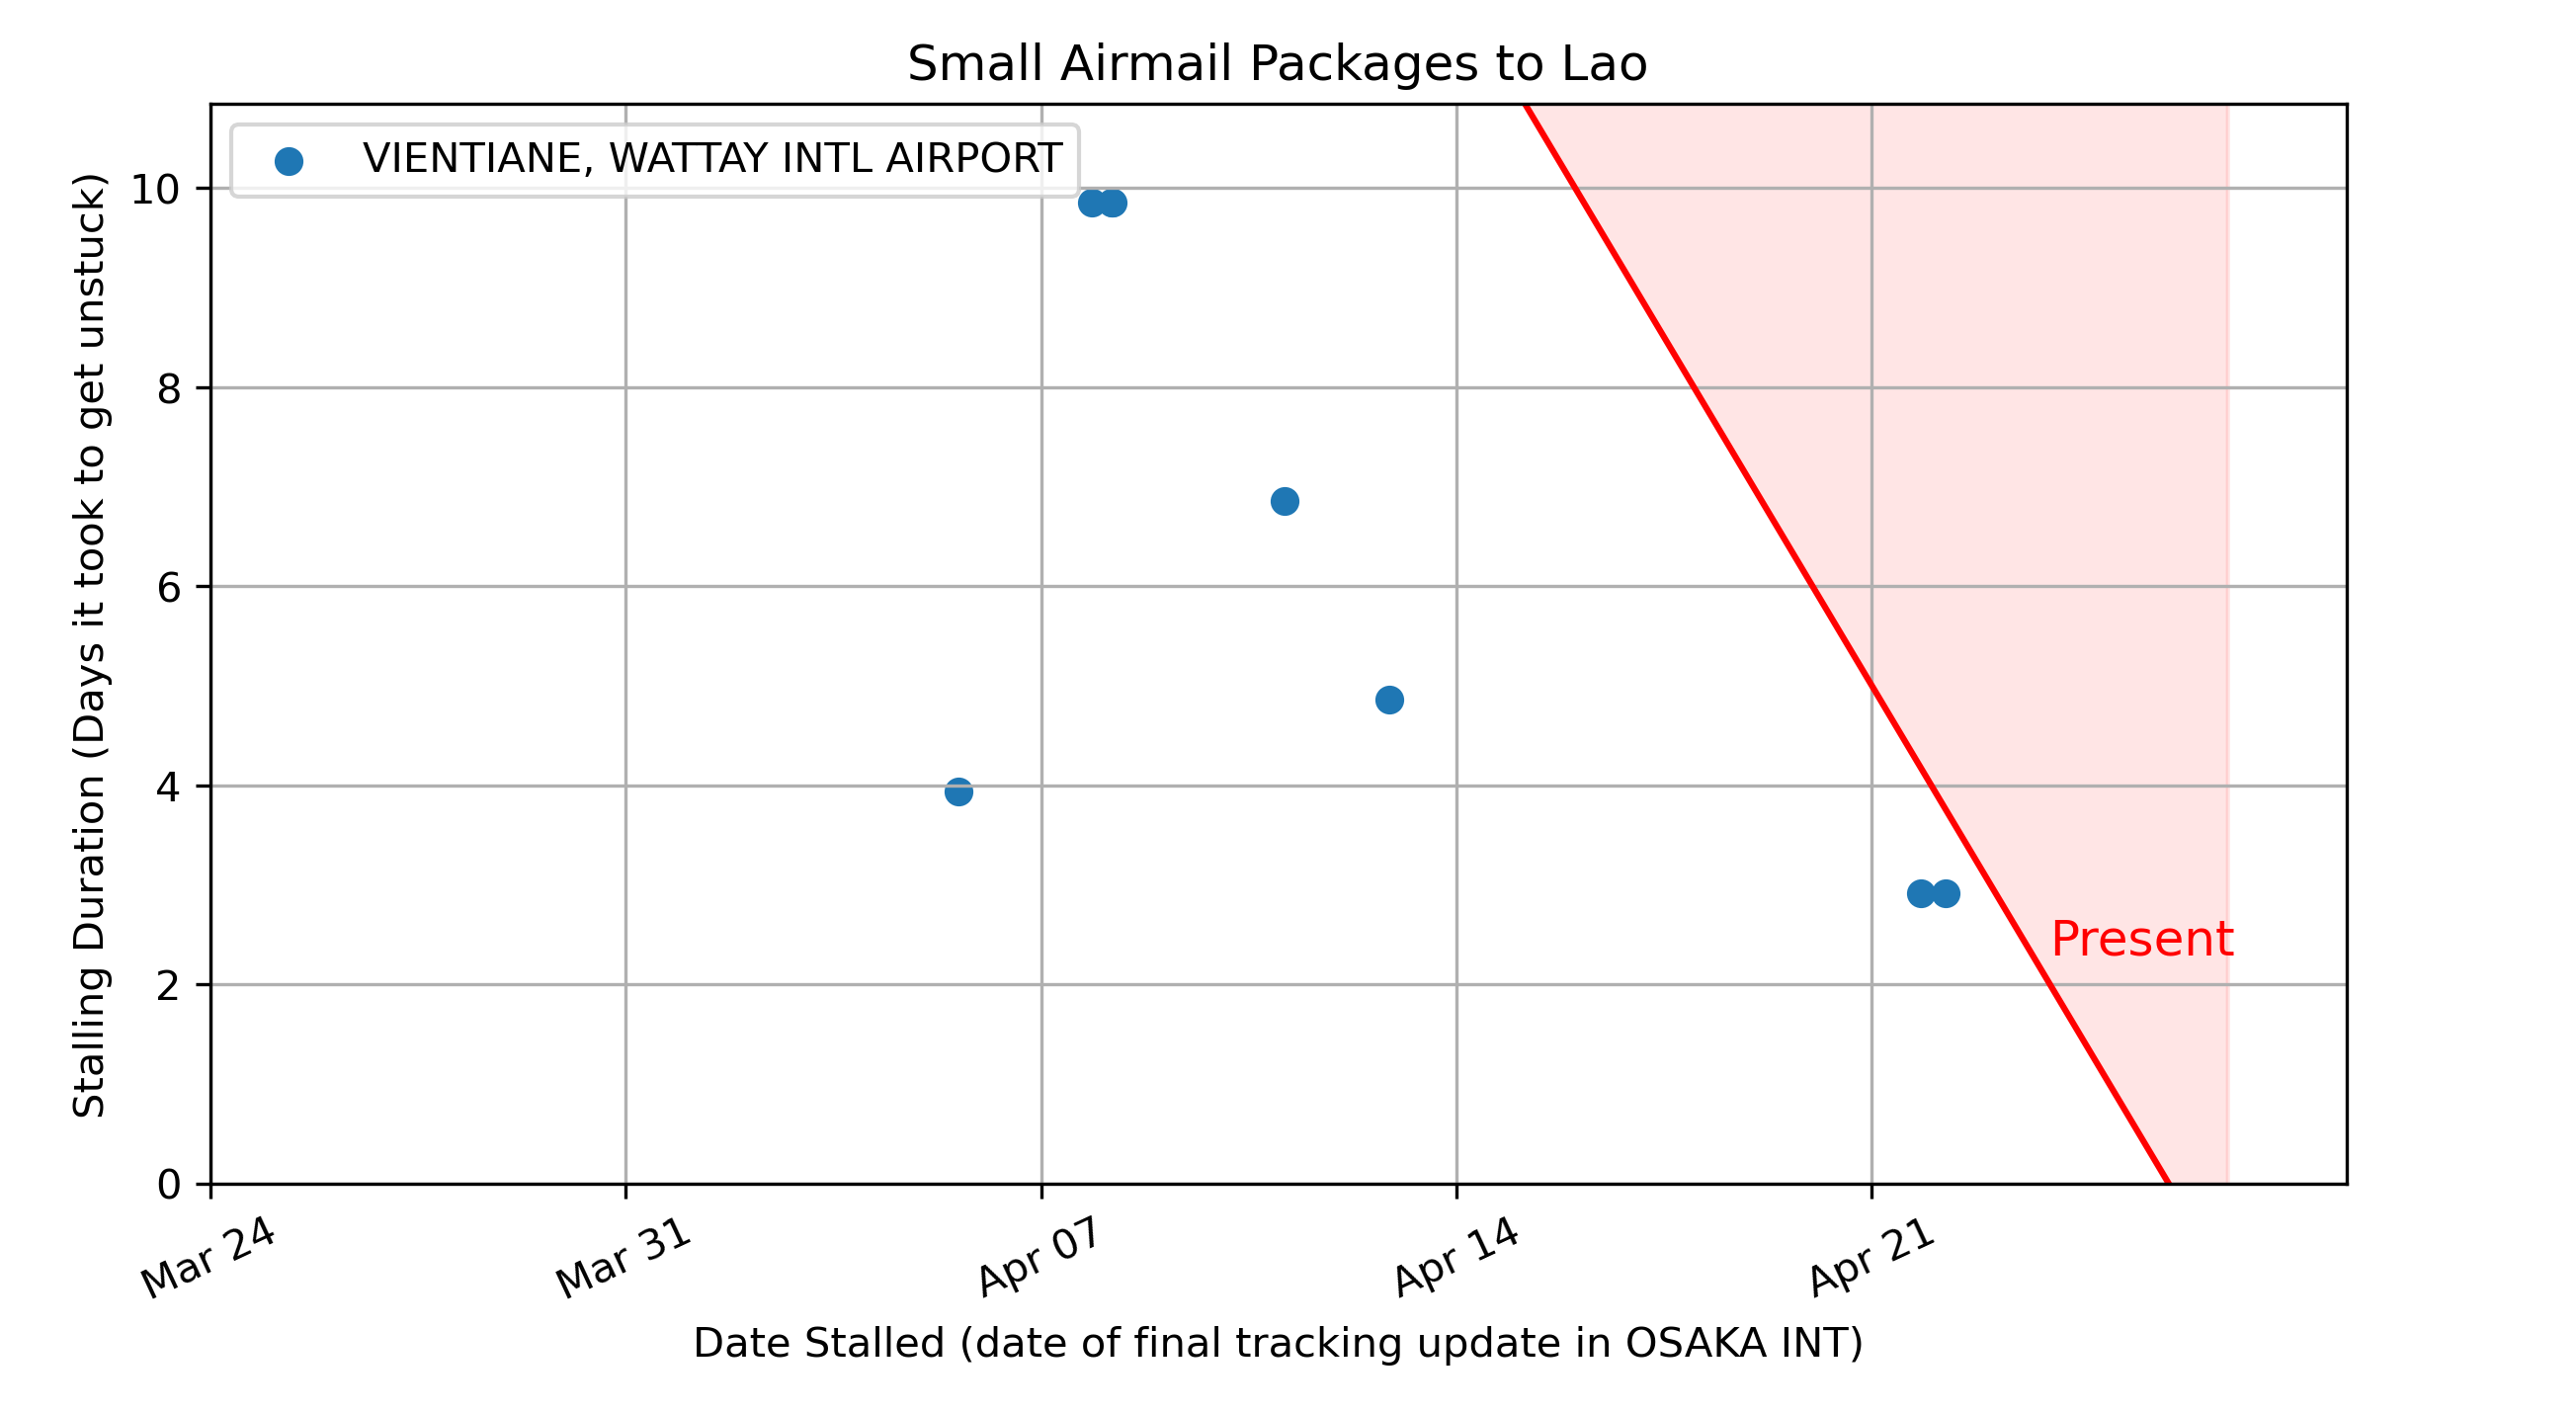 Small Airmail Packages to Lao
VIENTIANE, WATTAY INTL AIRPORT
Stalling Duration (Days it took to get unstuck)
10
8
6
4
2
0
Present
Mar 24
Mar 31
Apr 07
Apr 14
Apr 21
Date Stalled (date of final tracking update in OSAKA INT)